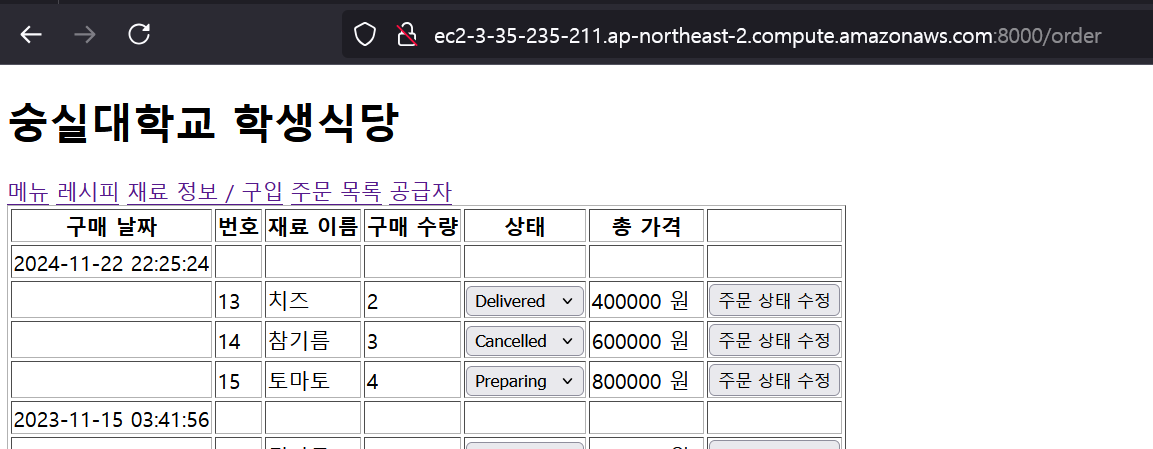 ec2-3-35-235-211.ap-northeast-2.compute.amazonaws.com:8000/order
숭실대학교 학생식당
메뉴 레시피 재료 정보 / 구입 주문 목록 공급자
구매 날짜 번호 재료 이름 구매 수량 상태 총 가격
2024-11-22 22:25:24
13 치즈 2 Delivered 400000 원 주문 상태 수정
14 참기름 3 Cancelled 600000 원 주문 상태 수정
15 토마토 4 Preparing 800000 원 주문 상태 수정
2023-11-15 03:41:56